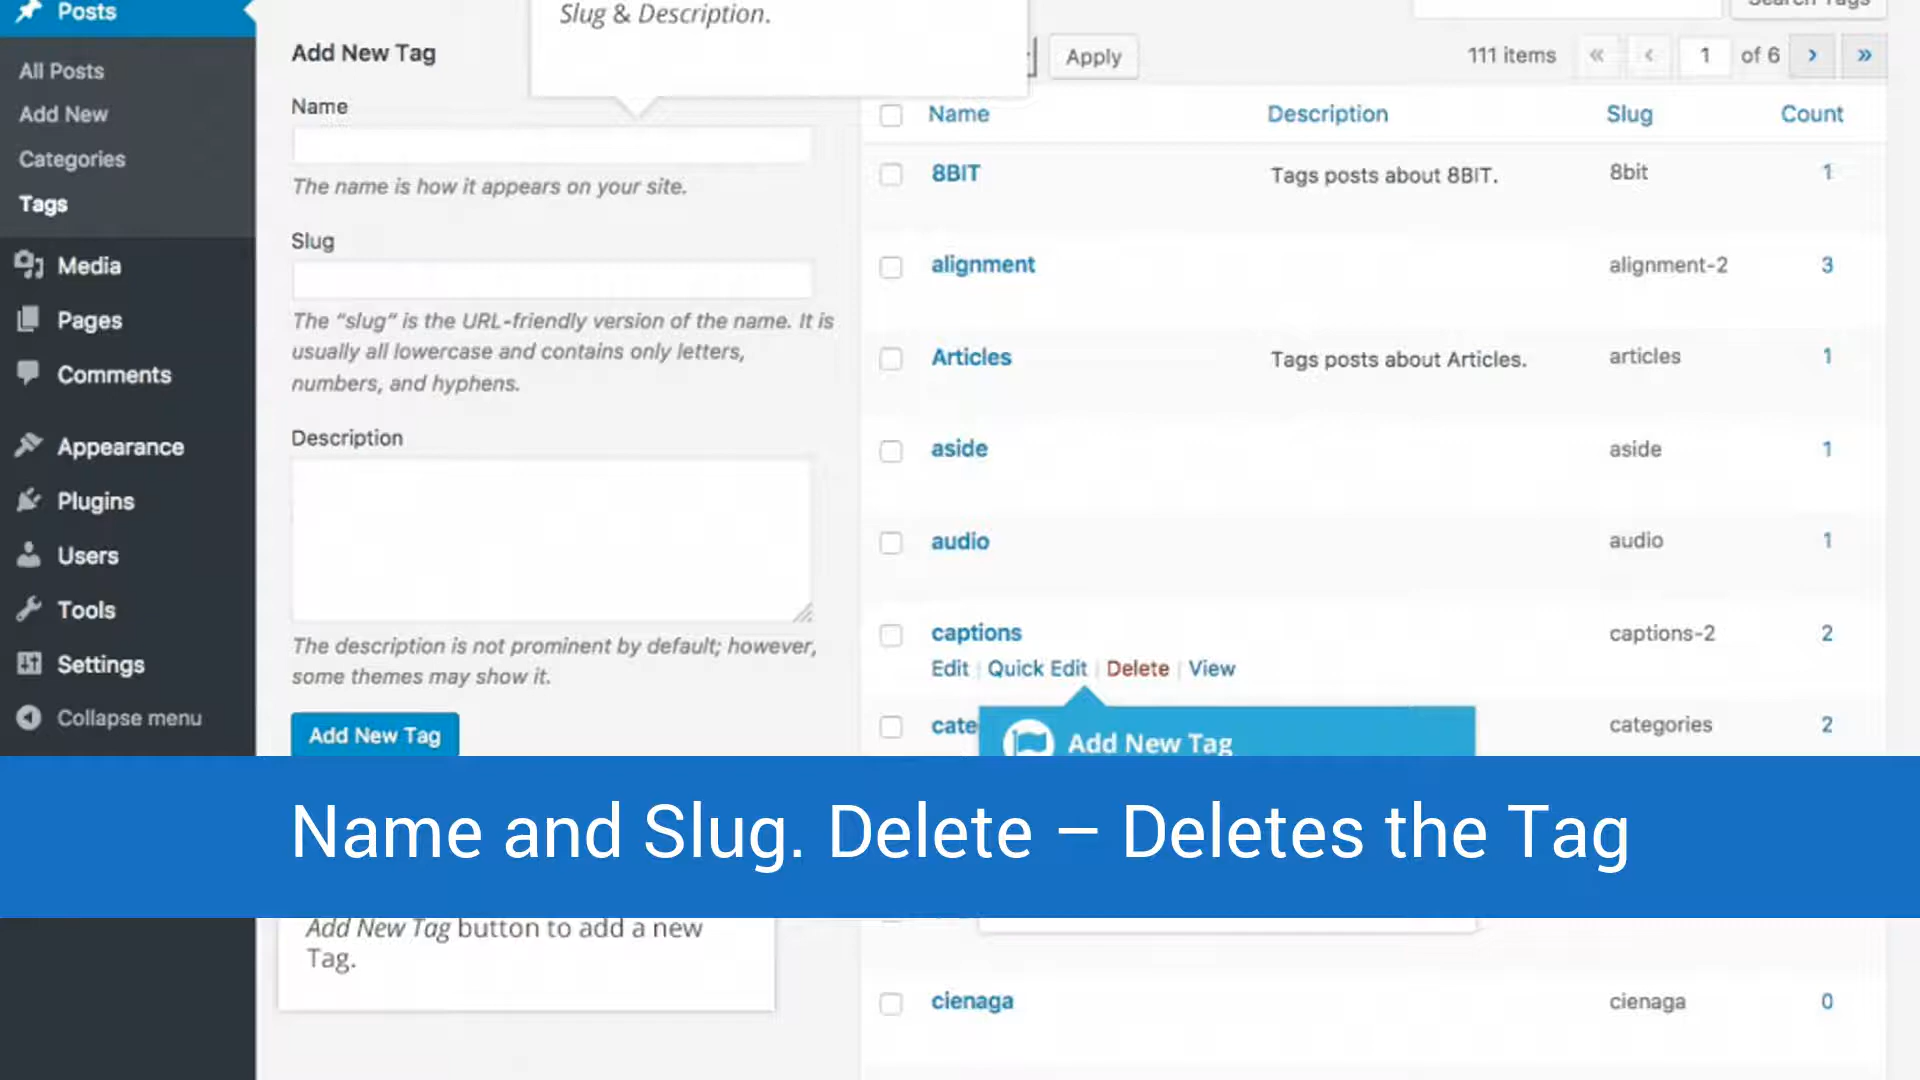 Posts
All Posts
Add New
Categories
Tags
Media
Pages
Comments
Appearance
Plugins
Users
Tools
Settings
Collapse menu
Slug & Description.
Add New Tag
Name
The name is how it appears on your site.
Slug
The “slug” is the URL-friendly version of the name. It is
usually all lowercase and contains only letters,
numbers, and hyphens.
Description
The description is not prominent by default; however,
some themes may show it.
Add New Tag
Search Tags
Apply
111 items « ‹ 1 of 6 › »
Name Description Slug Count
8BIT Tags posts about 8BIT. 8bit 1
alignment alignment-2 3
Articles Tags posts about Articles. articles 1
aside aside 1
audio audio 1
captions captions-2 2
Edit | Quick Edit | Delete | View
cate categories 2
Add New Tag
Name and Slug. Delete – Deletes the Tag
Add New Tag button to add a new
Tag.
cienaga cienaga 0